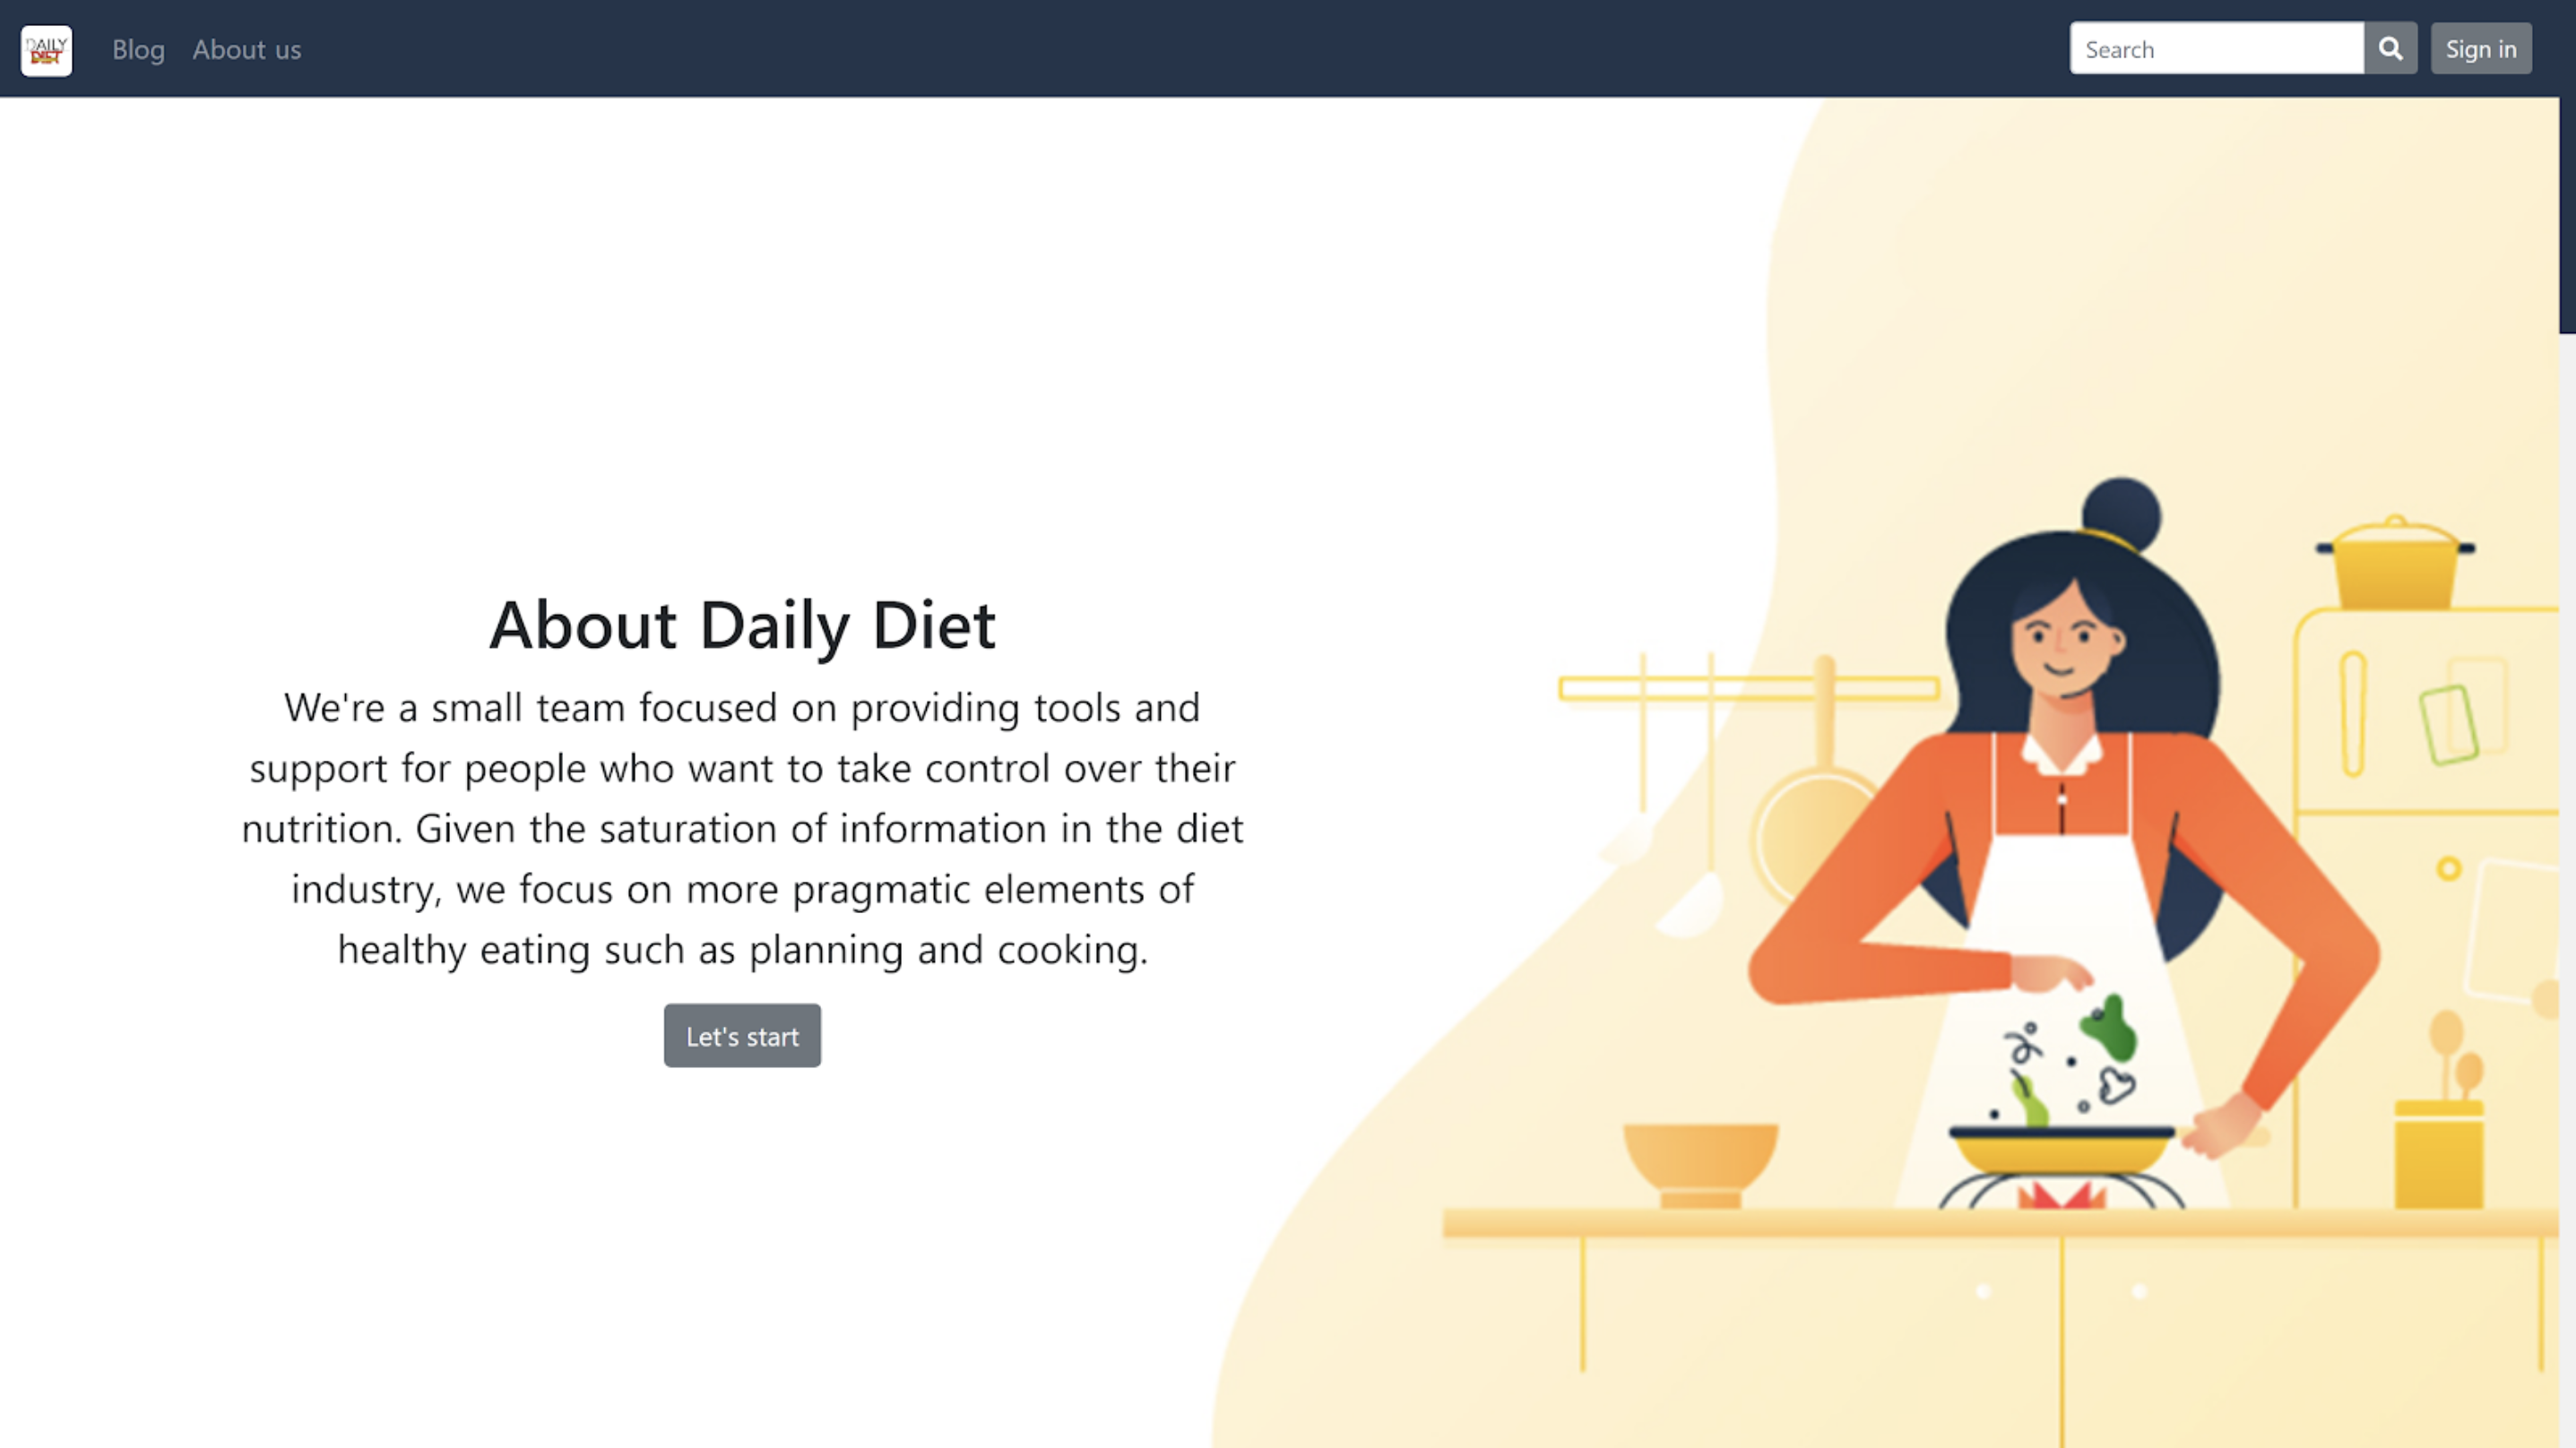 DAILY
DIET
Blog
About us
Search
Sign in
About Daily Diet
We're a small team focused on providing tools and
support for people who want to take control over their
nutrition. Given the saturation of information in the diet
industry, we focus on more pragmatic elements of
healthy eating such as planning and cooking.
Let's start